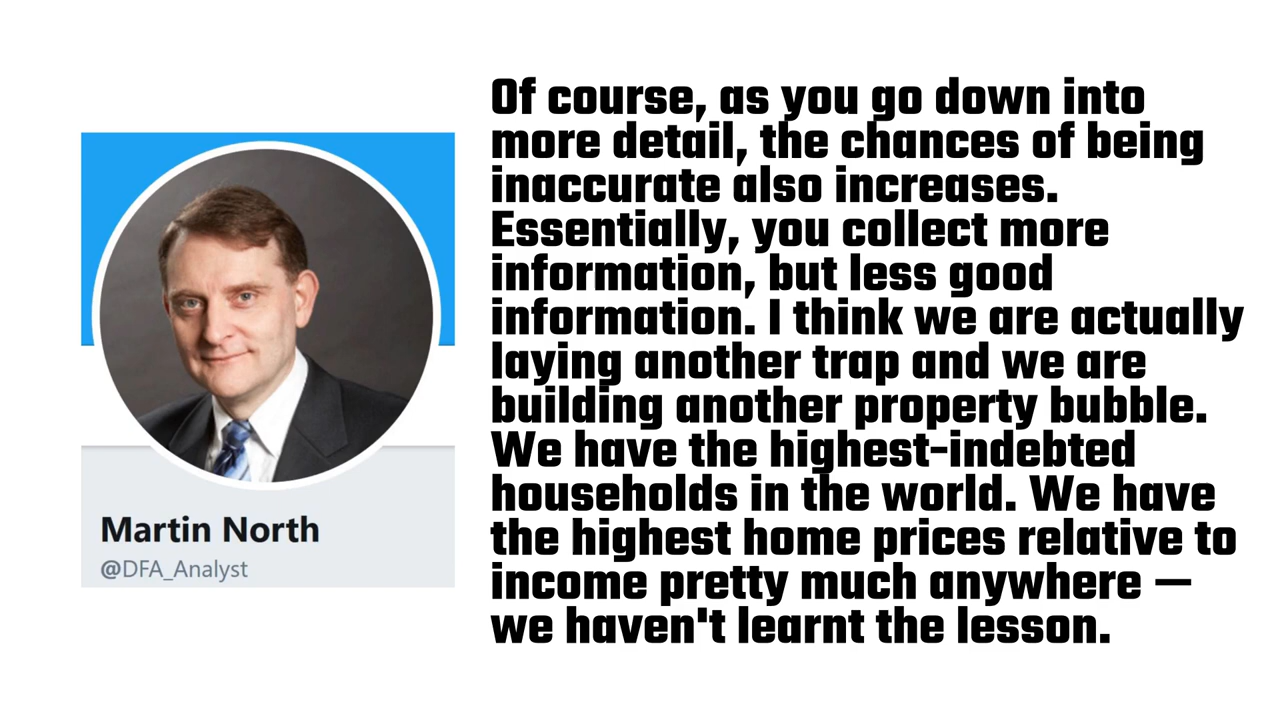 Martin North
@DFA_Analyst
Of course, as you go down into
more detail, the chances of being
inaccurate also increases.
Essentially, you collect more
information, but less good
information. I think we are actually
laying another trap and we are
building another property bubble.
We have the highest-indebted
households in the world. We have
the highest home prices relative to
income pretty much anywhere —
we haven't learnt the lesson.